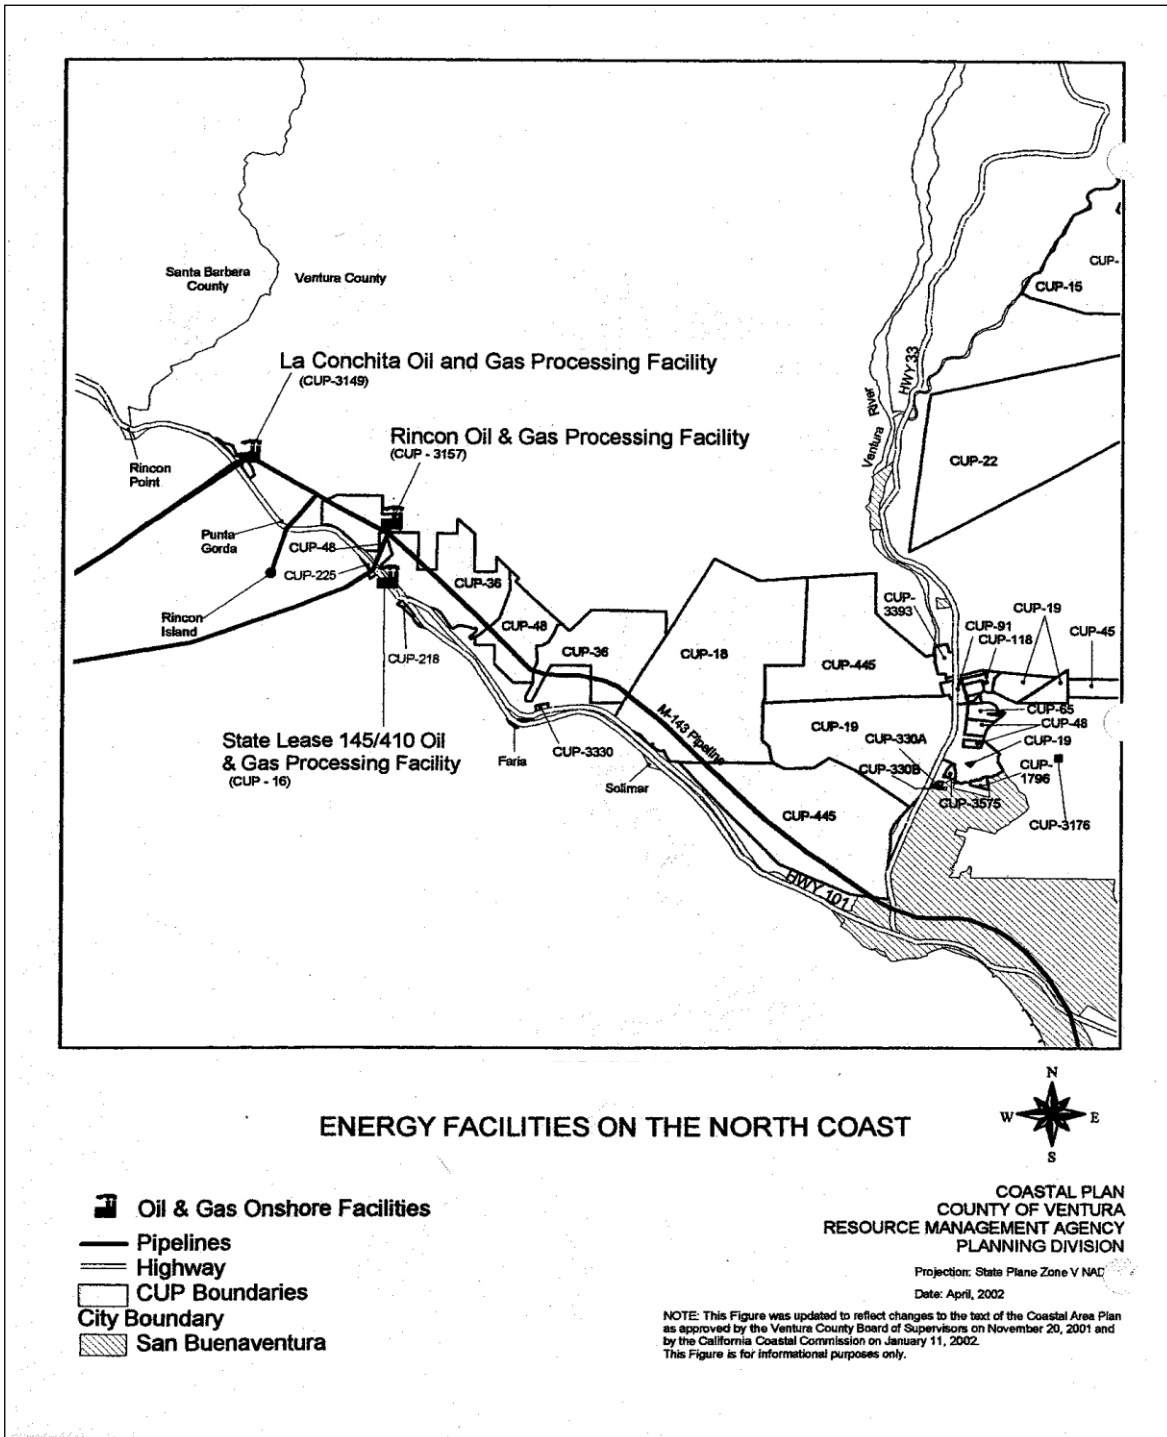 Santa Barbara
County
Ventura County
CUP-
CUP-15
La Conchita Oil and Gas Processing Facility
(CUP-3149)
HWY 33
Ventura River
Rincon Oil & Gas Processing Facility
(CUP - 3157)
Rincon
Point
CUP-22
Punta
Gorda
CUP-48
CUP-225
CUP-36
Rincon
Island
CUP-48
CUP-218
CUP-36
CUP-18
CUP-445
CUP-
3393
CUP-91
CUP-118
CUP-19
CUP-45
M-143 Pipeline
CUP-19
CUP-65
CUP-48
CUP-330A
CUP-19
State Lease 145/410 Oil
& Gas Processing Facility
(CUP - 16)
Faria
CUP-3330
Solimar
CUP-330B
CUP-
1796
CUP-3575
CUP-445
CUP-3176
HWY 101
ENERGY FACILITIES ON THE NORTH COAST
N
W
E
S
Oil & Gas Onshore Facilities
Pipelines
Highway
CUP Boundaries
City Boundary
San Buenaventura
COASTAL PLAN
COUNTY OF VENTURA
RESOURCE MANAGEMENT AGENCY
PLANNING DIVISION
Projection: State Plane Zone V NAD
Date: April, 2002
NOTE: This Figure was updated to reflect changes to the text of the Coastal Area Plan
as approved by the Ventura County Board of Supervisors on November 20, 2001 and
by the California Coastal Commission on January 11, 2002.
This Figure is for informational purposes only.